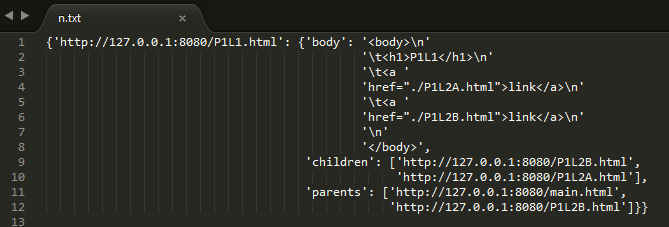 n.txt ×
1 {'http://127.0.0.1:8080/P1L1.html': {'body': '<body>\n'
2 '\t<h1>P1L1</h1>\n'
3 '\t<a '
4 'href="./P1L2A.html">link</a>\n'
5 '\t<a '
6 'href="./P1L2B.html">link</a>\n'
7 '\n'
8 '</body>',
9 'children': ['http://127.0.0.1:8080/P1L2B.html',
10 'http://127.0.0.1:8080/P1L2A.html'],
11 'parents': ['http://127.0.0.1:8080/main.html',
12 'http://127.0.0.1:8080/P1L2B.html']}}
13